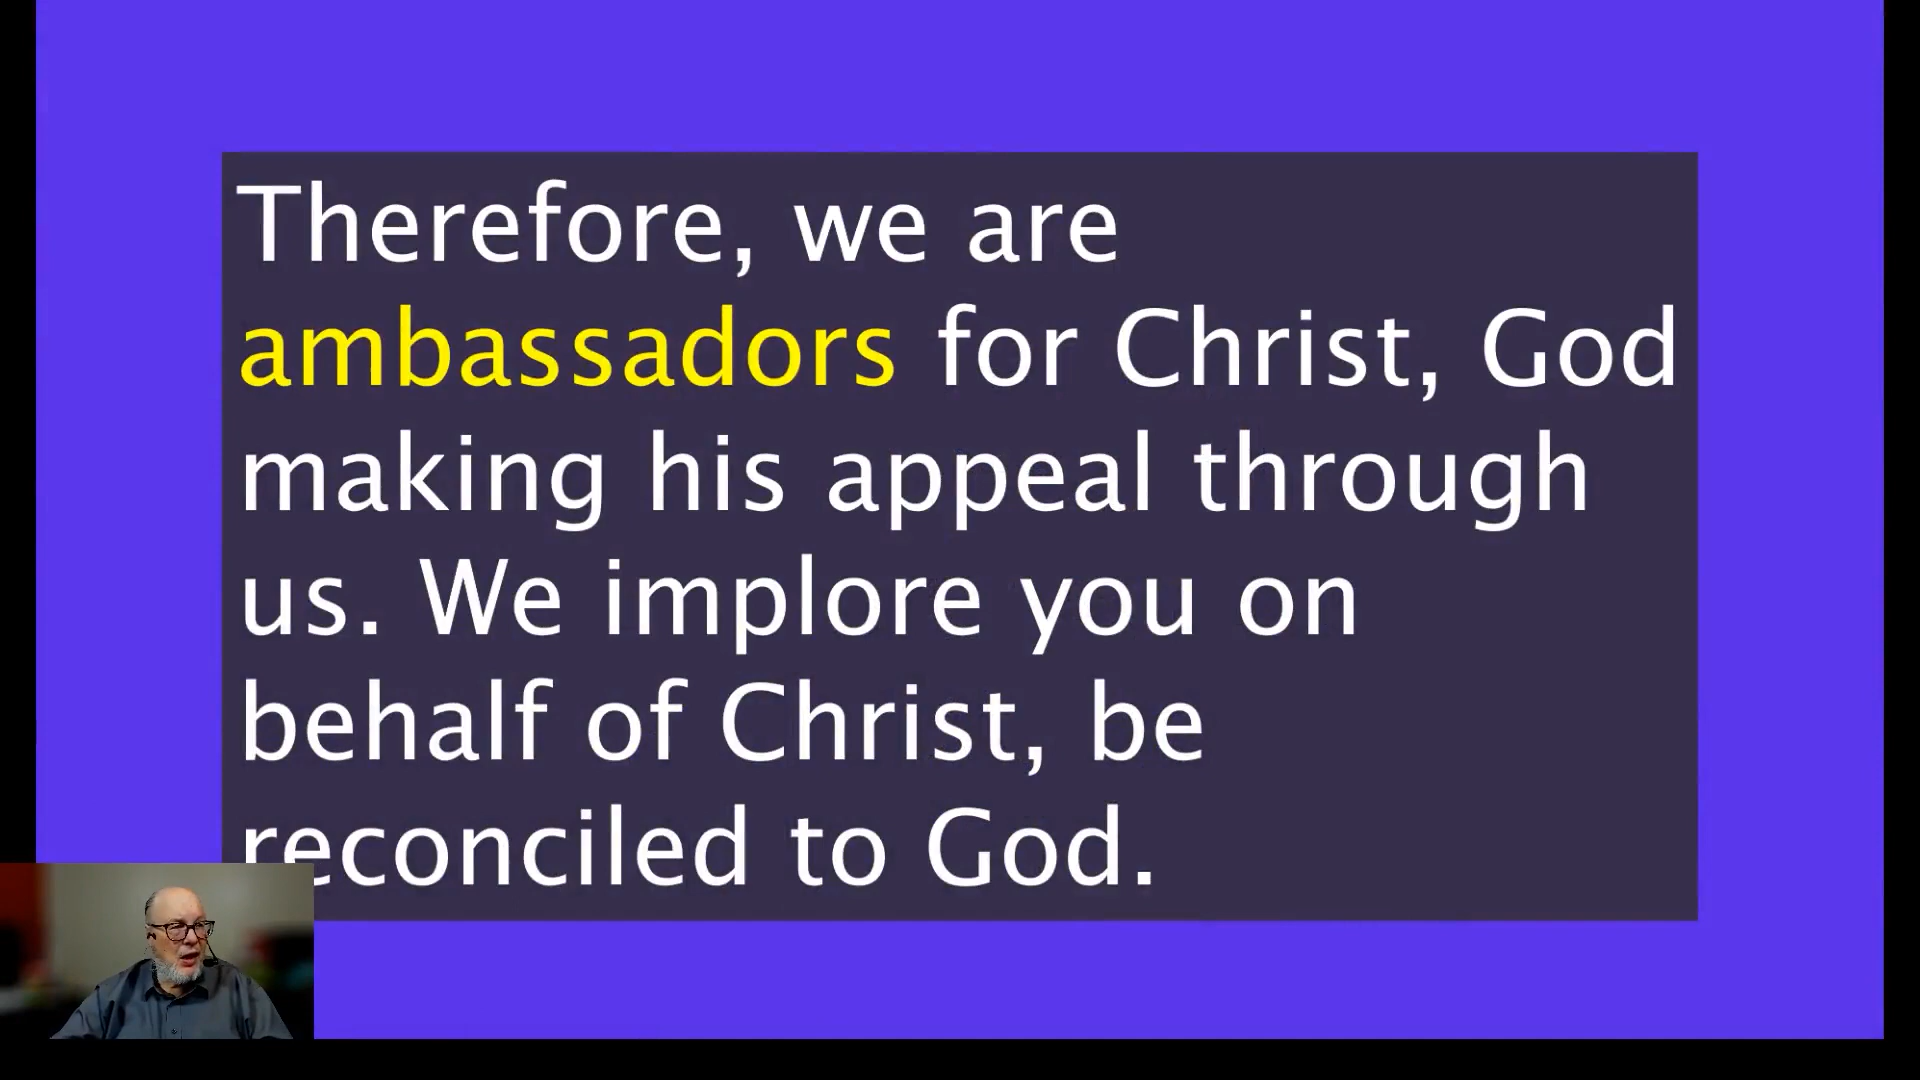 Therefore, we are
ambassadors for Christ, God
making his appeal through
us. We implore you on
behalf of Christ, be
reconciled to God.